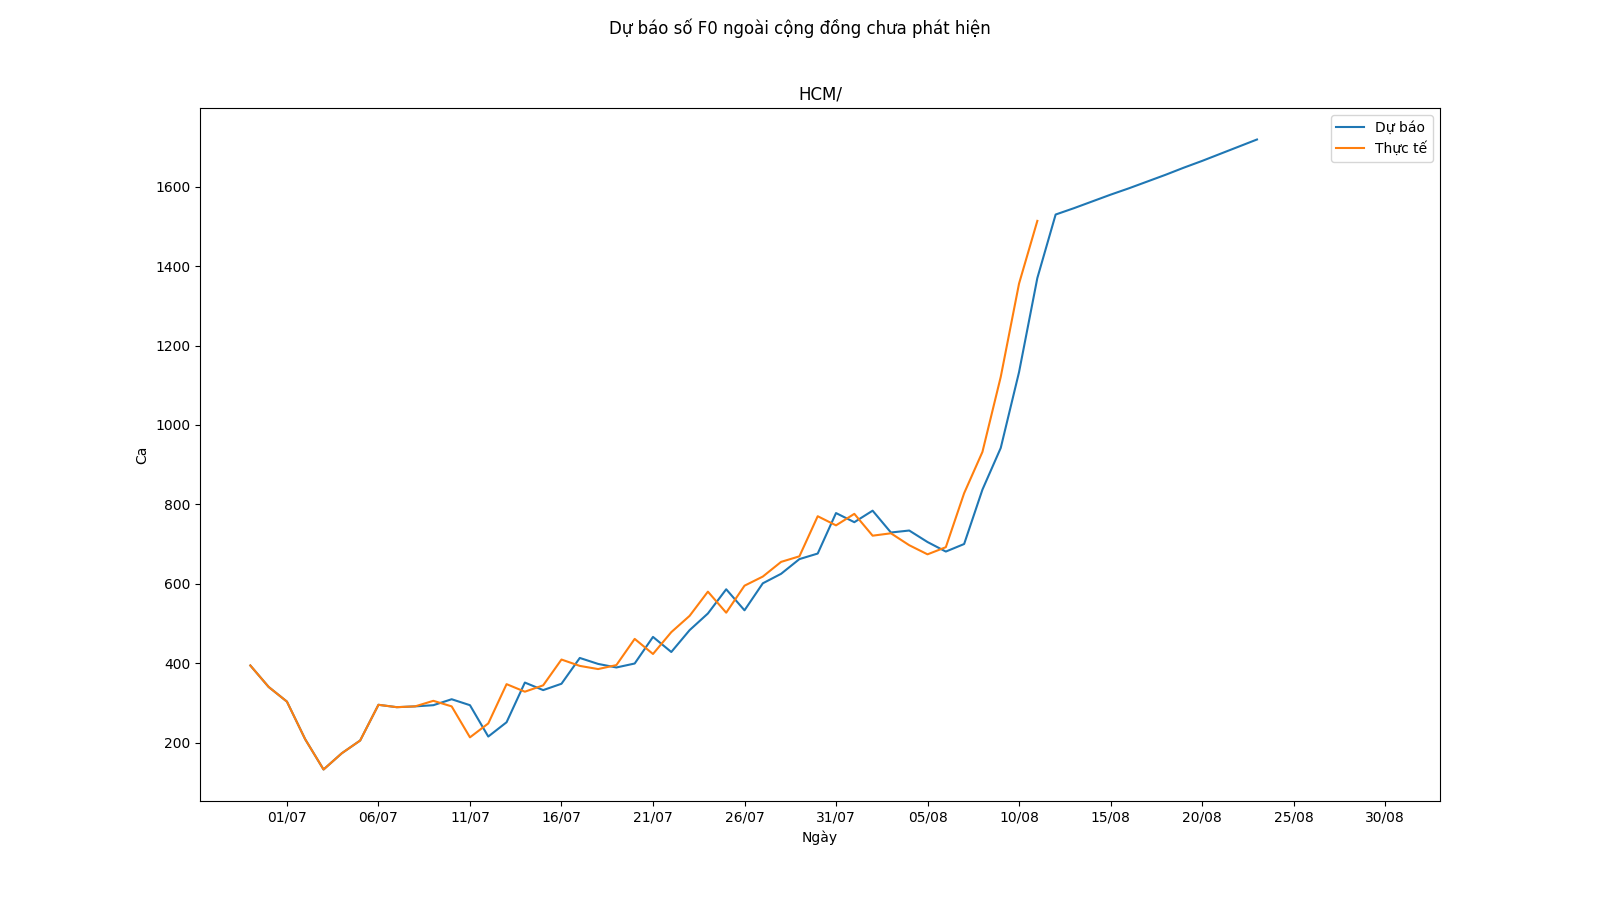 Dự báo số F0 ngoài cộng đồng chưa phát hiện
HCM/
Dự báo
Thực tế
1600
1400
1200
1000
800
600
400
200
Ca
01/07 06/07 11/07 16/07 21/07 26/07 31/07 05/08 10/08 15/08 20/08 25/08 30/08
Ngày